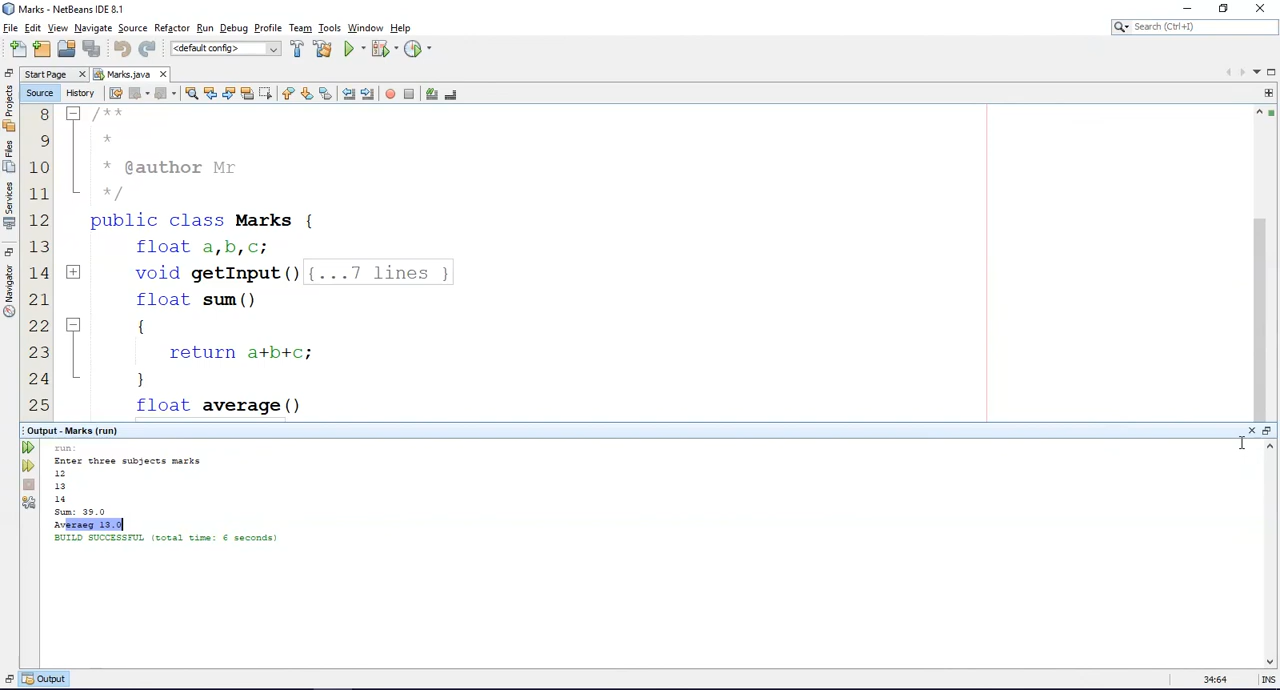 Marks - NetBeans IDE 8.1
File Edit View Navigate Source Refactor Run Debug Profile Team Tools Window Help
Search (Ctrl+I)
<default config>
Start Page
Marks.java
Source History
Projects
Files
Services
Navigator
8 /**
9 *
10 * @author Mr
11 */
12 public class Marks {
13 float a,b,c;
14 void getInput(){...7 lines }
21 float sum()
22 {
23 return a+b+c;
24 }
25 float average()
Output - Marks (run)
run:
Enter three subjects marks
12
13
14
Sum: 39.0
Averaeg 13.0
BUILD SUCCESSFUL (total time: 6 seconds)
Output
34:64 INS